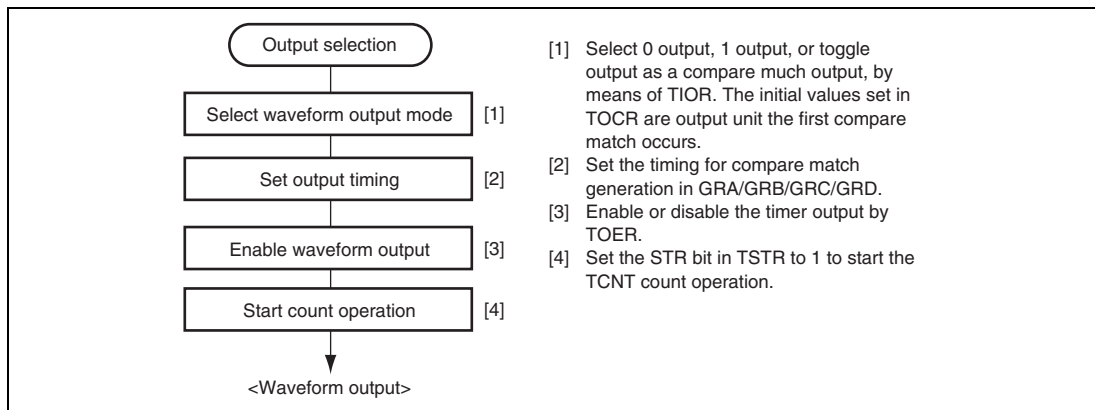 Output selection
Select waveform output mode [1]
Set output timing [2]
Enable waveform output [3]
Start count operation [4]
<Waveform output>
[1] Select 0 output, 1 output, or toggle
output as a compare much output, by
means of TIOR. The initial values set in
TOCR are output unit the first compare
match occurs.
[2] Set the timing for compare match
generation in GRA/GRB/GRC/GRD.
[3] Enable or disable the timer output by
TOER.
[4] Set the STR bit in TSTR to 1 to start the
TCNT count operation.